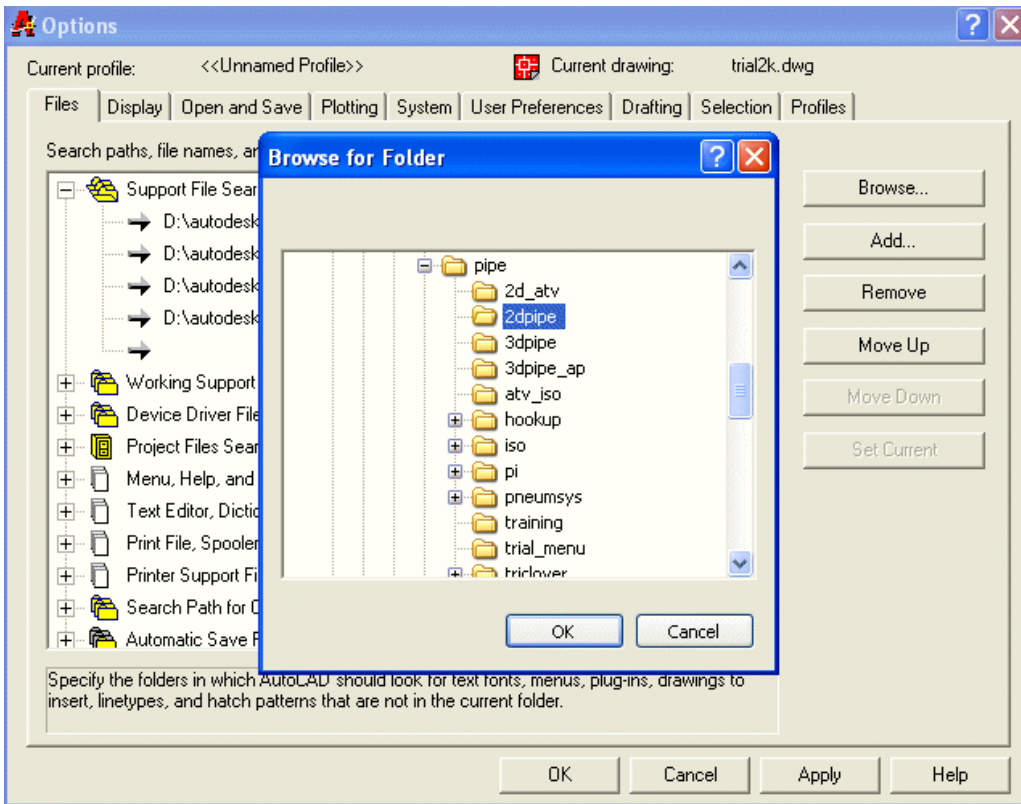 Options
Current profile: <<Unnamed Profile>> Current drawing: trial2k.dwg
Files Display Open and Save Plotting System User Preferences Drafting Selection Profiles
Search paths, file names, an
Support File Sear
D:\autodesk
D:\autodesk
D:\autodesk
D:\autodesk
Working Support
Device Driver File
Project Files Sear
Menu, Help, and
Text Editor, Dictio
Print File, Spooler
Printer Support Fi
Search Path for
Automatic Save F
Browse for Folder
pipe
2d_atv
2dpipe
3dpipe
3dpipe_ap
atv_iso
hookup
iso
pi
pneumsys
training
trial_menu
triclover
OK Cancel
Browse...
Add...
Remove
Move Up
Move Down
Set Current
Specify the folders in which AutoCAD should look for text fonts, menus, plug-ins, drawings to
insert, linetypes, and hatch patterns that are not in the current folder.
OK Cancel Apply Help